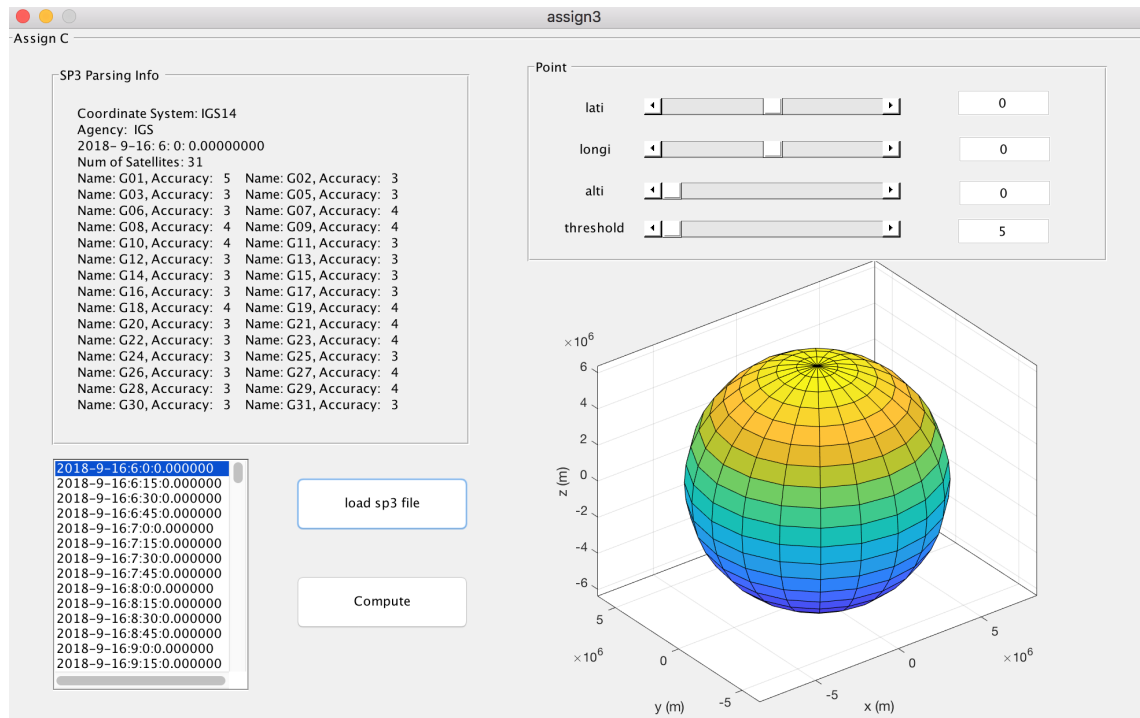 assign3
Assign C
SP3 Parsing Info
Coordinate System: IGS14
Agency:  IGS
2018- 9-16: 6: 0: 0.00000000
Num of Satellites: 31
Name: G01, Accuracy:  5   Name: G02, Accuracy:  3
Name: G03, Accuracy:  3   Name: G05, Accuracy:  3
Name: G06, Accuracy:  3   Name: G07, Accuracy:  4
Name: G08, Accuracy:  4   Name: G09, Accuracy:  4
Name: G10, Accuracy:  4   Name: G11, Accuracy:  3
Name: G12, Accuracy:  3   Name: G13, Accuracy:  3
Name: G14, Accuracy:  3   Name: G15, Accuracy:  3
Name: G16, Accuracy:  3   Name: G17, Accuracy:  3
Name: G18, Accuracy:  4   Name: G19, Accuracy:  4
Name: G20, Accuracy:  3   Name: G21, Accuracy:  4
Name: G22, Accuracy:  3   Name: G23, Accuracy:  4
Name: G24, Accuracy:  3   Name: G25, Accuracy:  3
Name: G26, Accuracy:  3   Name: G27, Accuracy:  4
Name: G28, Accuracy:  3   Name: G29, Accuracy:  4
Name: G30, Accuracy:  3   Name: G31, Accuracy:  3
Point
lati 0
longi 0
alti 0
threshold 5
2018-9-16:6:0:0.000000
2018-9-16:6:15:0.000000
2018-9-16:6:30:0.000000
2018-9-16:6:45:0.000000
2018-9-16:7:0:0.000000
2018-9-16:7:15:0.000000
2018-9-16:7:30:0.000000
2018-9-16:7:45:0.000000
2018-9-16:8:0:0.000000
2018-9-16:8:15:0.000000
2018-9-16:8:30:0.000000
2018-9-16:8:45:0.000000
2018-9-16:9:0:0.000000
2018-9-16:9:15:0.000000
load sp3 file
Compute
×10⁶
6
4
2
0
-2
-4
-6
z (m)
5
×10⁶
0
-5
y (m)
-5
0
5
×10⁶
x (m)